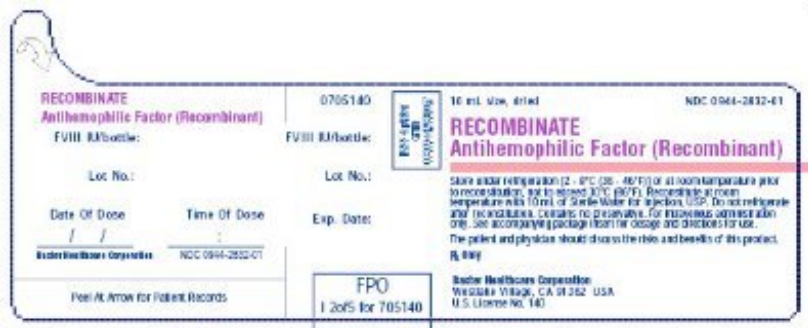 RECOMBINATE
Antihemophilic Factor (Recombinant)
FVIII IU/bottle:
Lot No.:
Date Of Dose Time Of Dose
/ / :
Baxter Healthcare Corporation NDC 0944-2832-01
Peel At Arrow for Patient Records
0705140
FVIII IU/bottle:
Lot No.:
Exp. Date:
FPO
I 2of5 for 705140
10 mL size, dried NDC 0944-2832-01
RECOMBINATE
Antihemophilic Factor (Recombinant)
Store under refrigeration [2 - 8°C (36 - 46°F)] or at room temperature prior
to reconstitution, not to exceed 30°C (86°F). Reconstitute at room
temperature with 10 mL of Sterile Water for Injection, USP. Do not refrigerate
after reconstitution. Contains no preservative. For intravenous administration
only. See accompanying package insert for dosage and directions for use.
The patient and physician should discuss the risks and benefits of this product.
Rx only
Baxter Healthcare Corporation
Westlake Village, CA 91362 USA
U.S. License No. 140